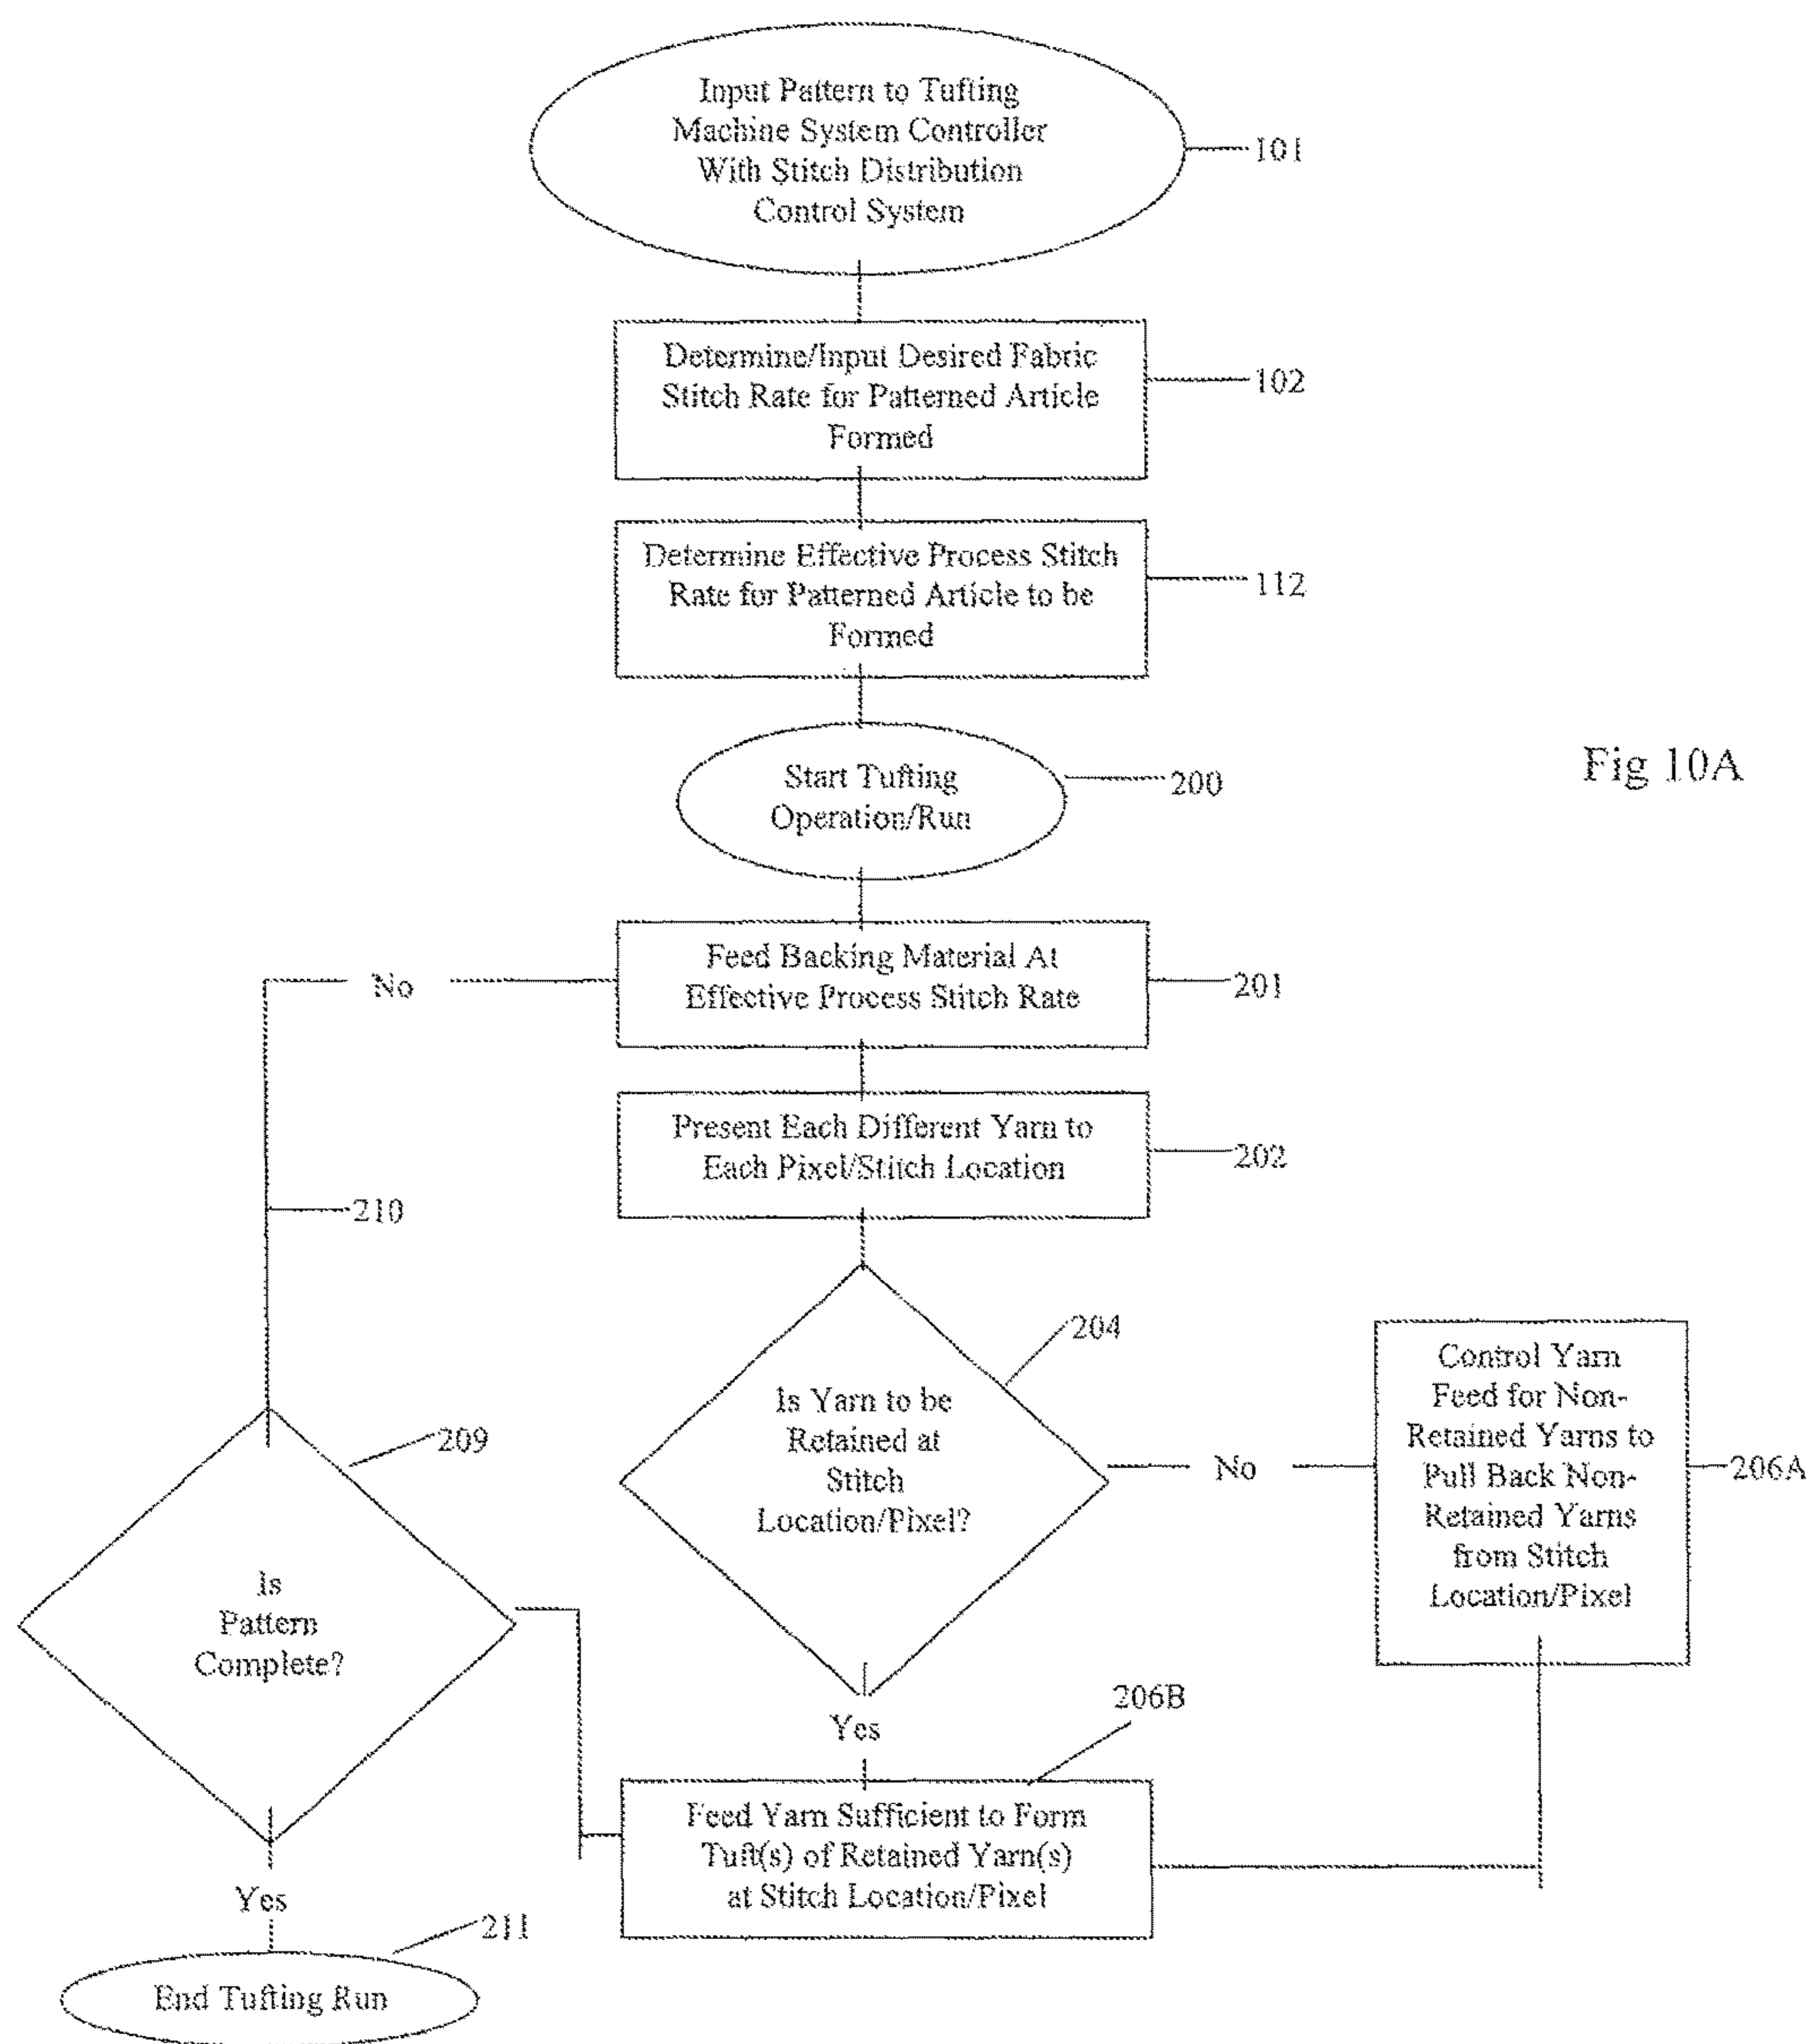 Input Pattern to Tufting
Machine System Controller
With Stitch Distribution
Control System
101
Determine/Input Desired Fabric
Stitch Rate for Patterned Article
Formed
102
Determine Effective Process Stitch
Rate for Patterned Article to be
Formed
112
Start Tufting
Operation/Run
200
Fig 10A
Feed Backing Material At
Effective Process Stitch Rate
201
No
Present Each Different Yarn to
Each Pixel/Stitch Location
202
210
Is Yarn to be
Retained at
Stitch
Location/Pixel?
204
No
Control Yarn
Feed for Non-
Retained Yarns to
Pull Back Non-
Retained Yarns
from Stitch
Location/Pixel
206A
209
Is
Pattern
Complete?
Yes
206B
Feed Yarn Sufficient to Form
Tuft(s) of Retained Yarn(s)
at Stitch Location/Pixel
Yes
211
End Tufting Run